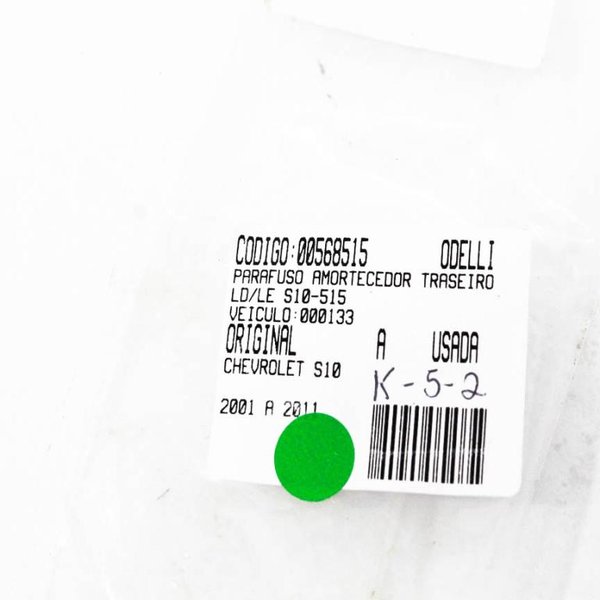 CODIGO:00568515 ODELLI
PARAFUSO AMORTECEDOR TRASEIRO
LD/LE S10-515
VEICULO:000133
ORIGINAL A USADA
CHEVROLET S10
K-5-2
2001 A 2011